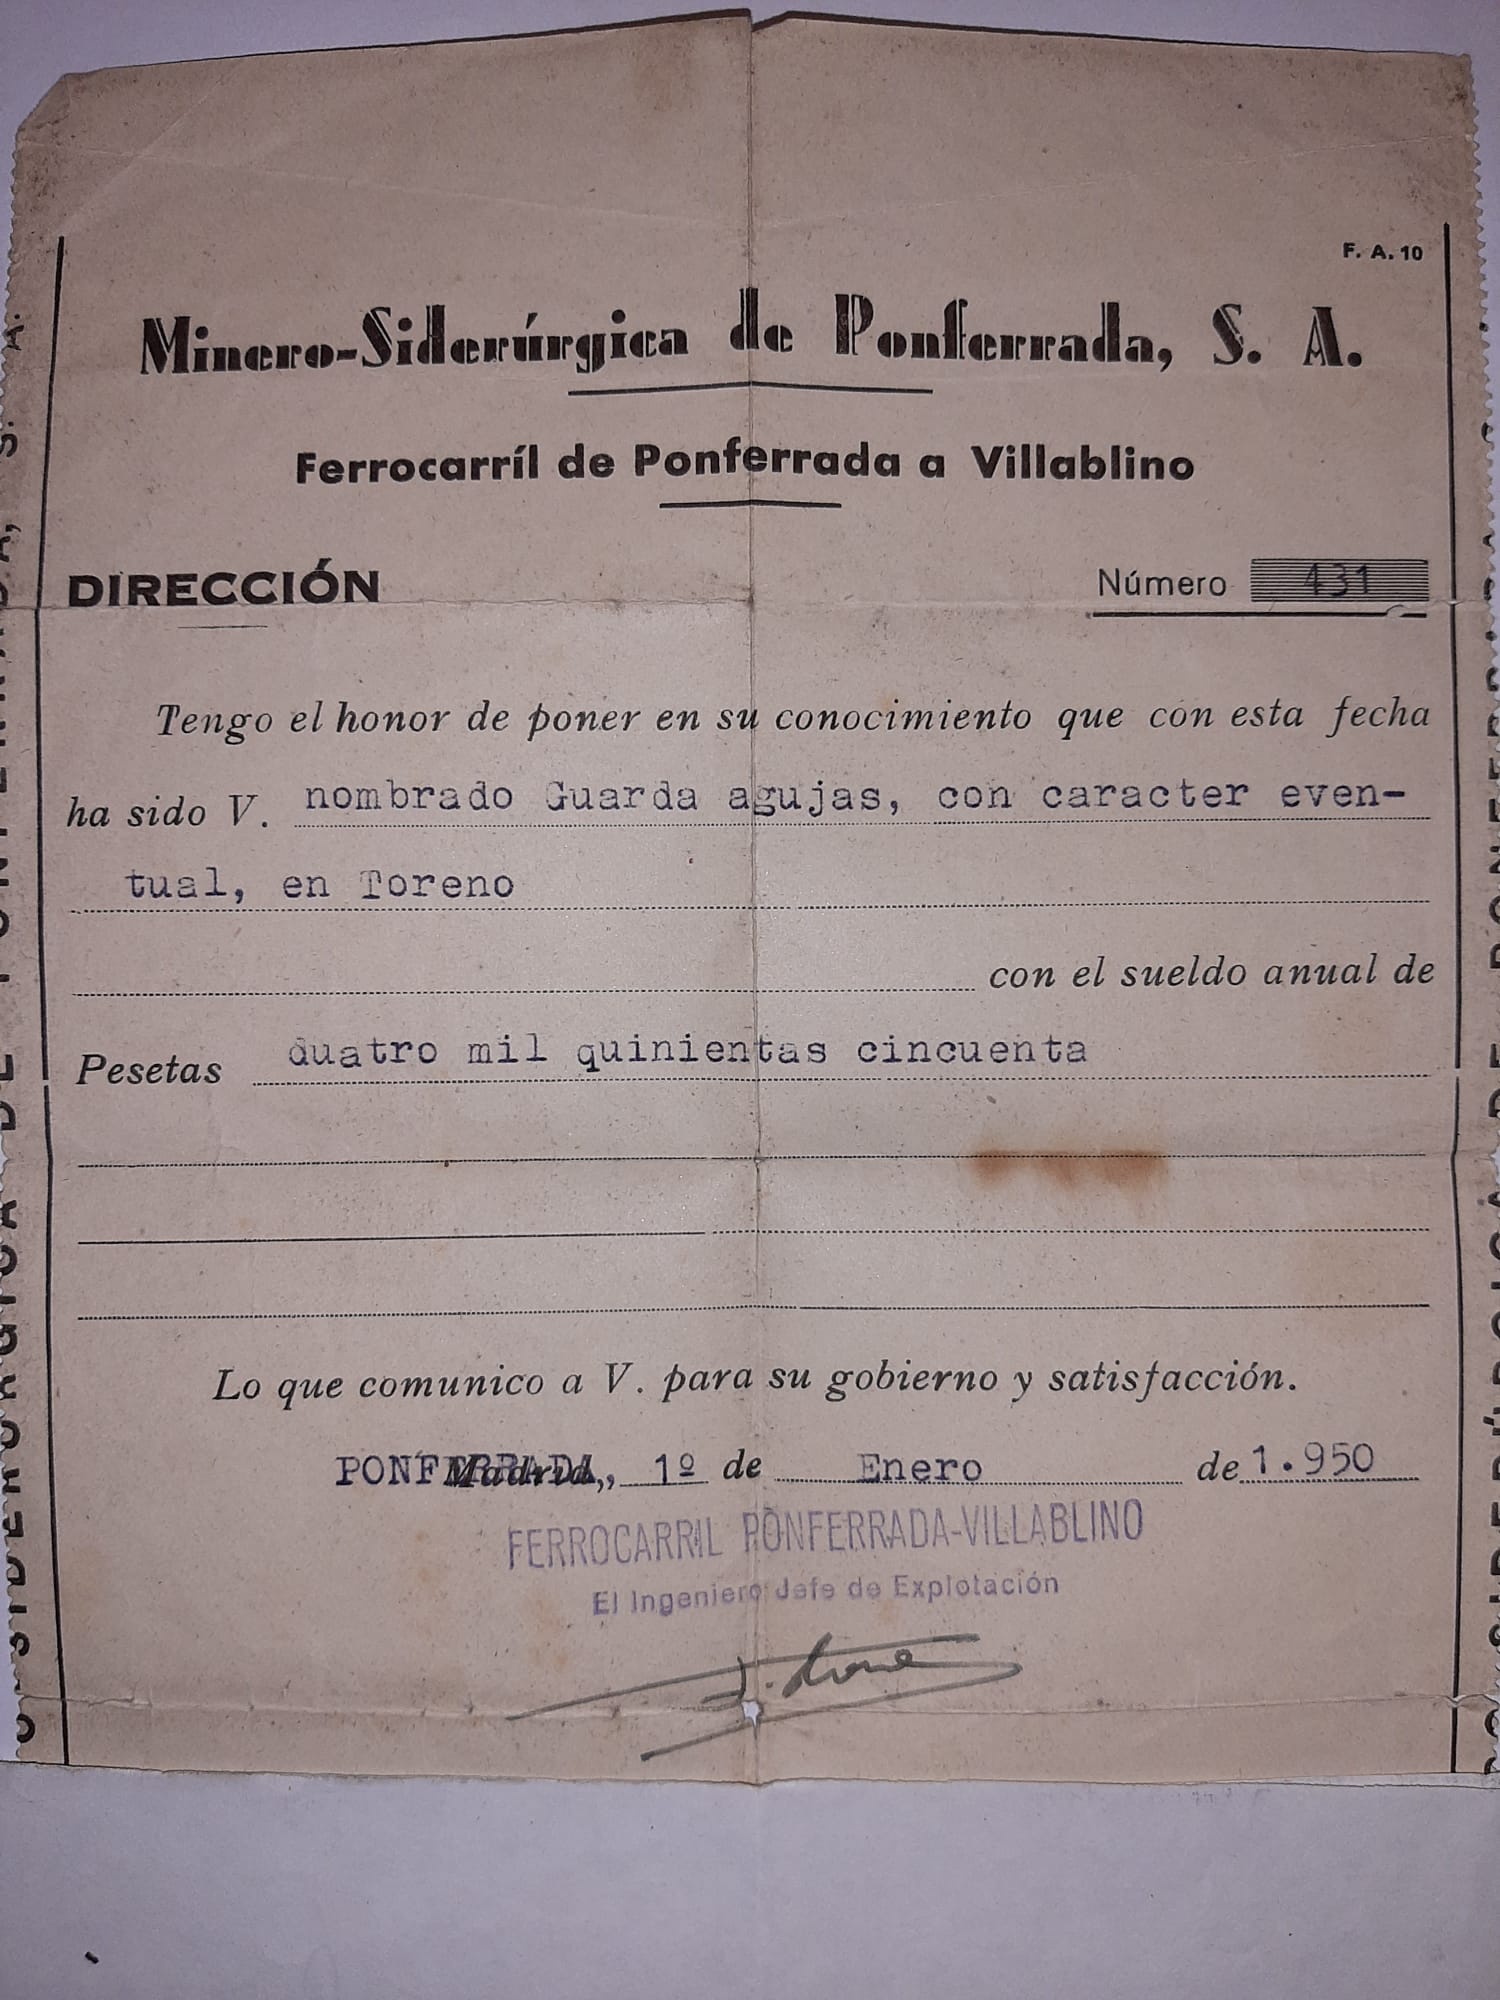 F. A. 10
Minero-Siderúrgica de Ponferrada, S. A.
Ferrocarríl de Ponferrada a Villablino
DIRECCIÓN
Número 431
Tengo el honor de poner en su conocimiento que con esta fecha
ha sido V. nombrado Guarda agujas, con caracter even-
tual, en Toreno
con el sueldo anual de
Pesetas duatro mil quinientas cincuenta
Lo que comunico a V. para su gobierno y satisfacción.
PONFERRADA, 1º de Enero de 1.950
FERROCARRIL PONFERRADA-VILLABLINO
El Ingeniero Jefe de Explotación